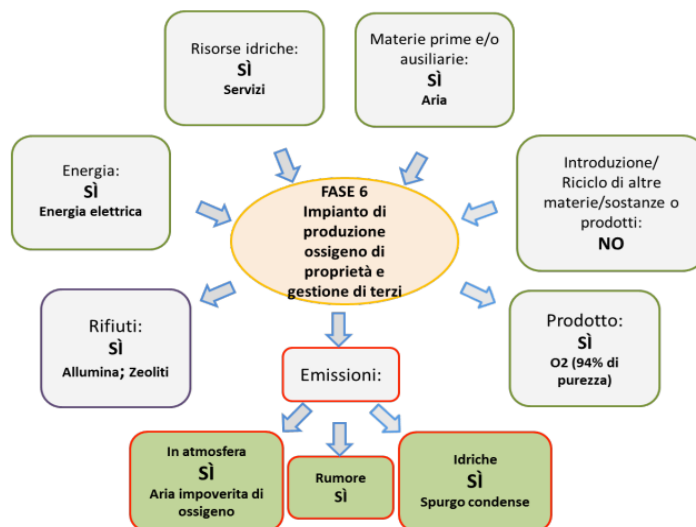 Risorse idriche:
SÌ
Servizi
Materie prime e/o
ausiliarie:
SÌ
Aria
Energia:
SÌ
Energia elettrica
FASE 6
Impianto di
produzione
ossigeno di
proprietà e
gestione di terzi
Introduzione/
Riciclo di altre
materie/sostanze o
prodotti:
NO
Rifiuti:
SÌ
Allumina; Zeoliti
Emissioni:
Prodotto:
SÌ
O2 (94% di
purezza)
In atmosfera
SÌ
Aria impoverita di
ossigeno
Rumore
SÌ
Idriche
SÌ
Spurgo condense